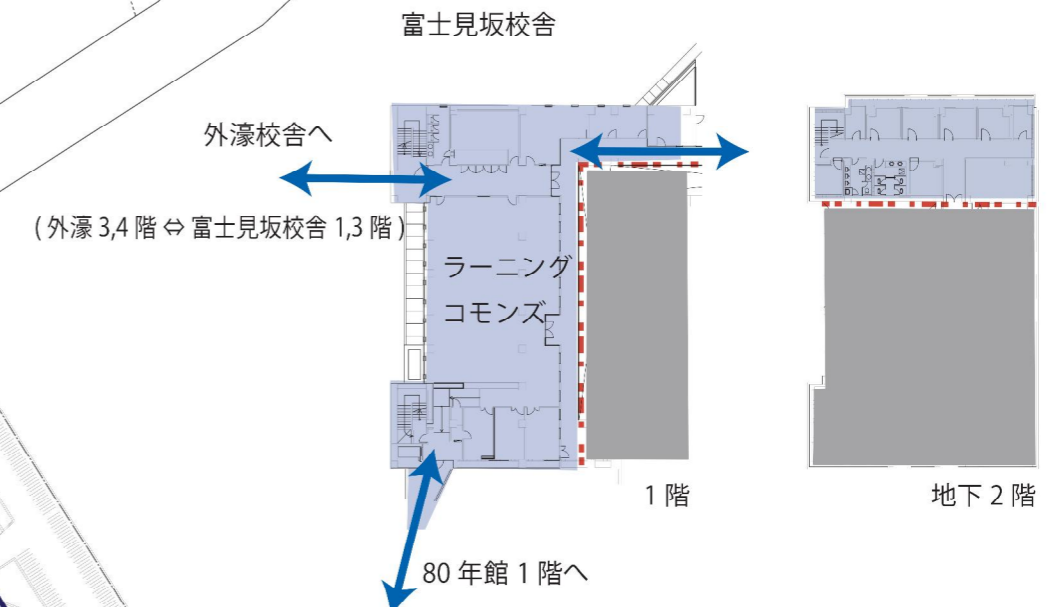 富士見坂校舎
外濠校舎へ
( 外濠 3,4 階 ⇔ 富士見坂校舎 1,3 階 )
ラーニング
コモンズ
1 階
地下 2 階
80 年館 1 階へ